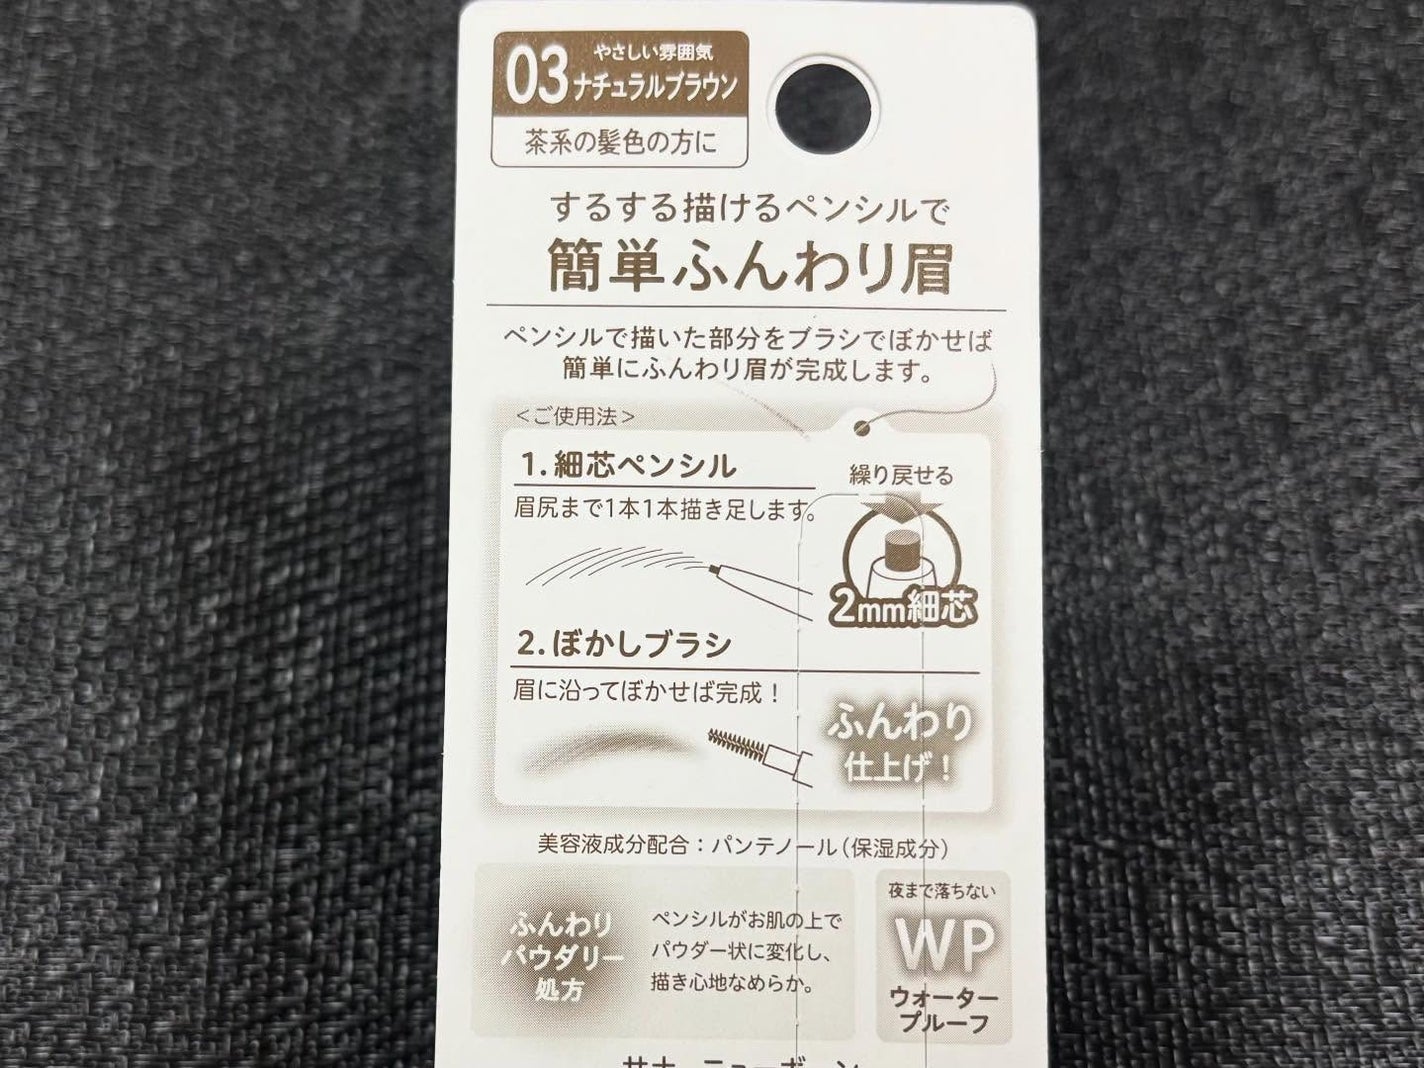 03 やさしい雰囲気
ナチュラルブラウン
茶系の髪色の方に
するする描けるペンシルで
簡単ふんわり眉
ペンシルで描いた部分をブラシでぼかせば
簡単にふんわり眉が完成します。
<ご使用法>
1.細芯ペンシル
眉尻まで1本1本描き足します。
繰り戻せる
2mm細芯
2.ぼかしブラシ
眉に沿ってぼかせば完成！
ふんわり
仕上げ！
美容液成分配合：パンテノール（保湿成分）
ふんわり
パウダリー
処方
ペンシルがお肌の上で
パウダー状に変化し、
描き心地なめらか。
夜まで落ちない
WP
ウォーター
プルーフ
サナ ニューボーン